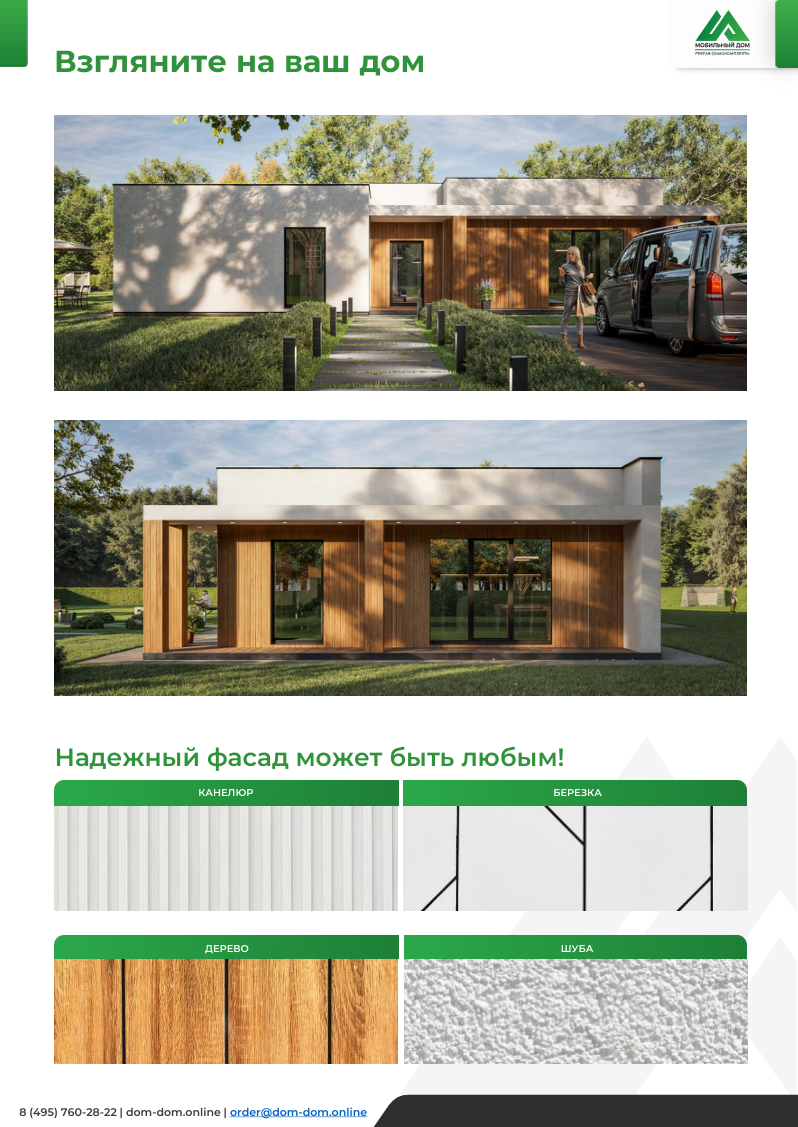 МОБИЛЬНЫЙ ДОМ
PREFAB-ДОМОКОМПЛЕКТЫ
Взгляните на ваш дом
Надежный фасад может быть любым!
КАНЕЛЮР
БЕРЕЗКА
ДЕРЕВО
ШУБА
8 (495) 760-28-22 | dom-dom.online | order@dom-dom.online